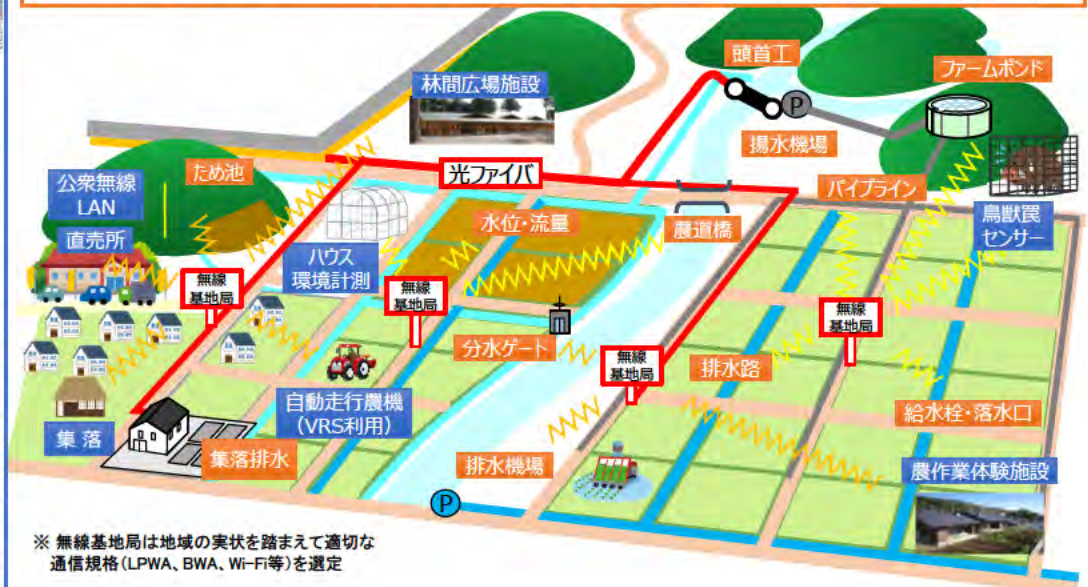 頭首工
ファームポンド
林間広場施設
P
揚水機場
ため池
公衆無線
LAN
光ファイバ
パイプライン
直売所
水位・流量
農道橋
鳥獣罠
センサー
ハウス
環境計測
無線
基地局
無線
基地局
無線
基地局
分水ゲート
無線
基地局
排水路
自動走行農機
（VRS利用）
給水栓・落水口
集 落
集落排水
排水機場
農作業体験施設
P
※ 無線基地局は地域の実状を踏まえて適切な
通信規格(LPWA、BWA、Wi-Fi等)を選定